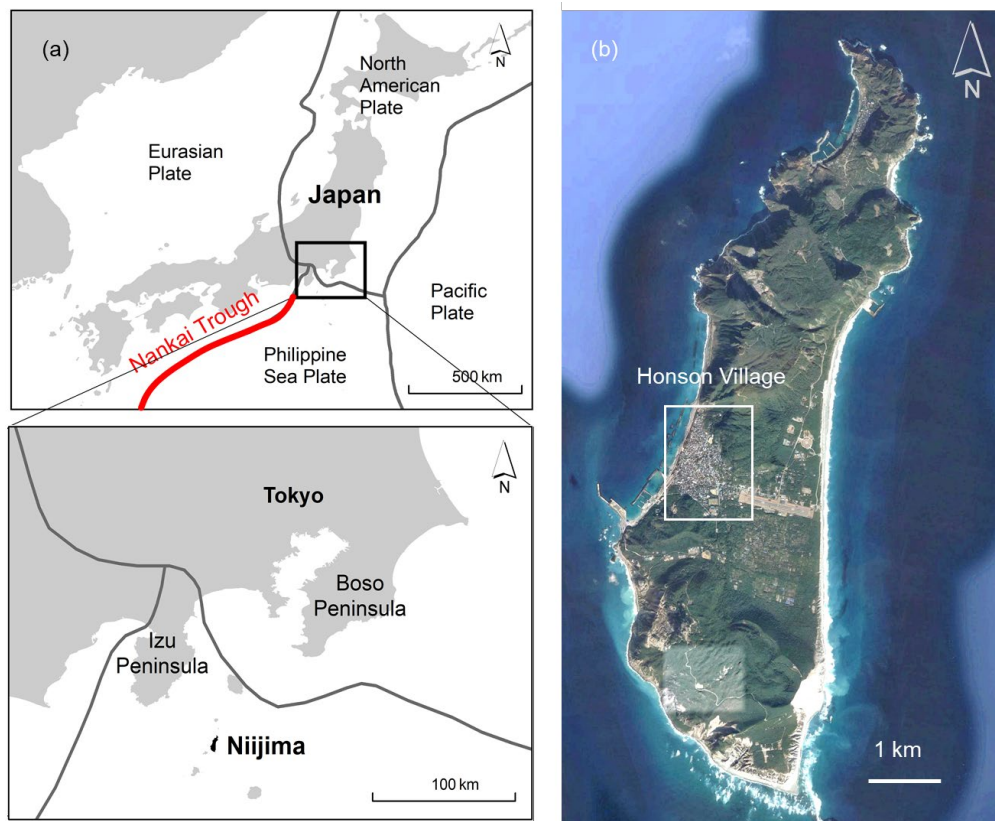 (a)
N
North
American
Plate
Eurasian
Plate
Japan
Nankai Trough
Pacific
Plate
Philippine
Sea Plate
500 km
N
Tokyo
Boso
Peninsula
Izu
Peninsula
Niijima
100 km
(b)
N
Honson Village
1 km